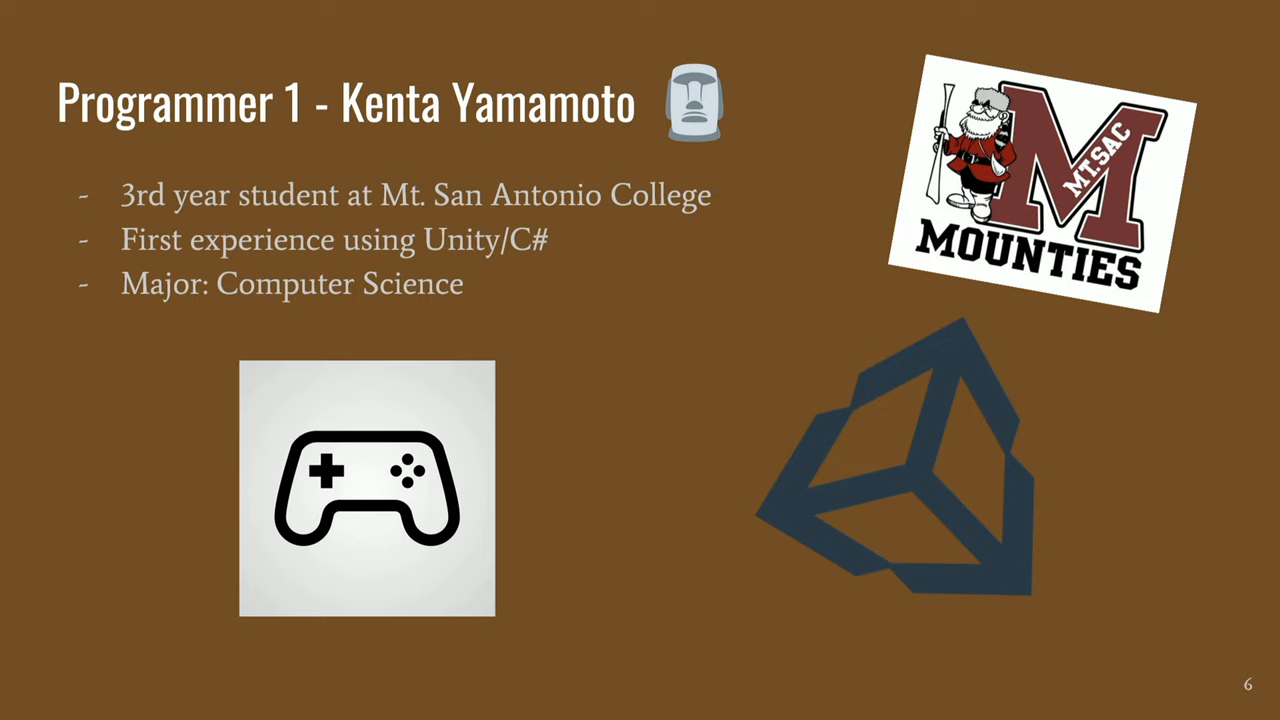 Programmer 1 - Kenta Yamamoto
- 3rd year student at Mt. San Antonio College
- First experience using Unity/C#
- Major: Computer Science
M
MT.SAC
MOUNTIES
6